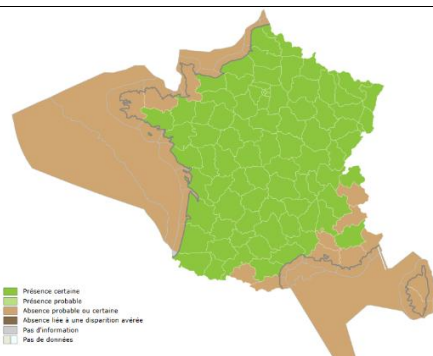 Présence certaine
Présence probable
Absence probable ou certaine
Absence liée à une disparition avérée
Pas d'information
Pas de données